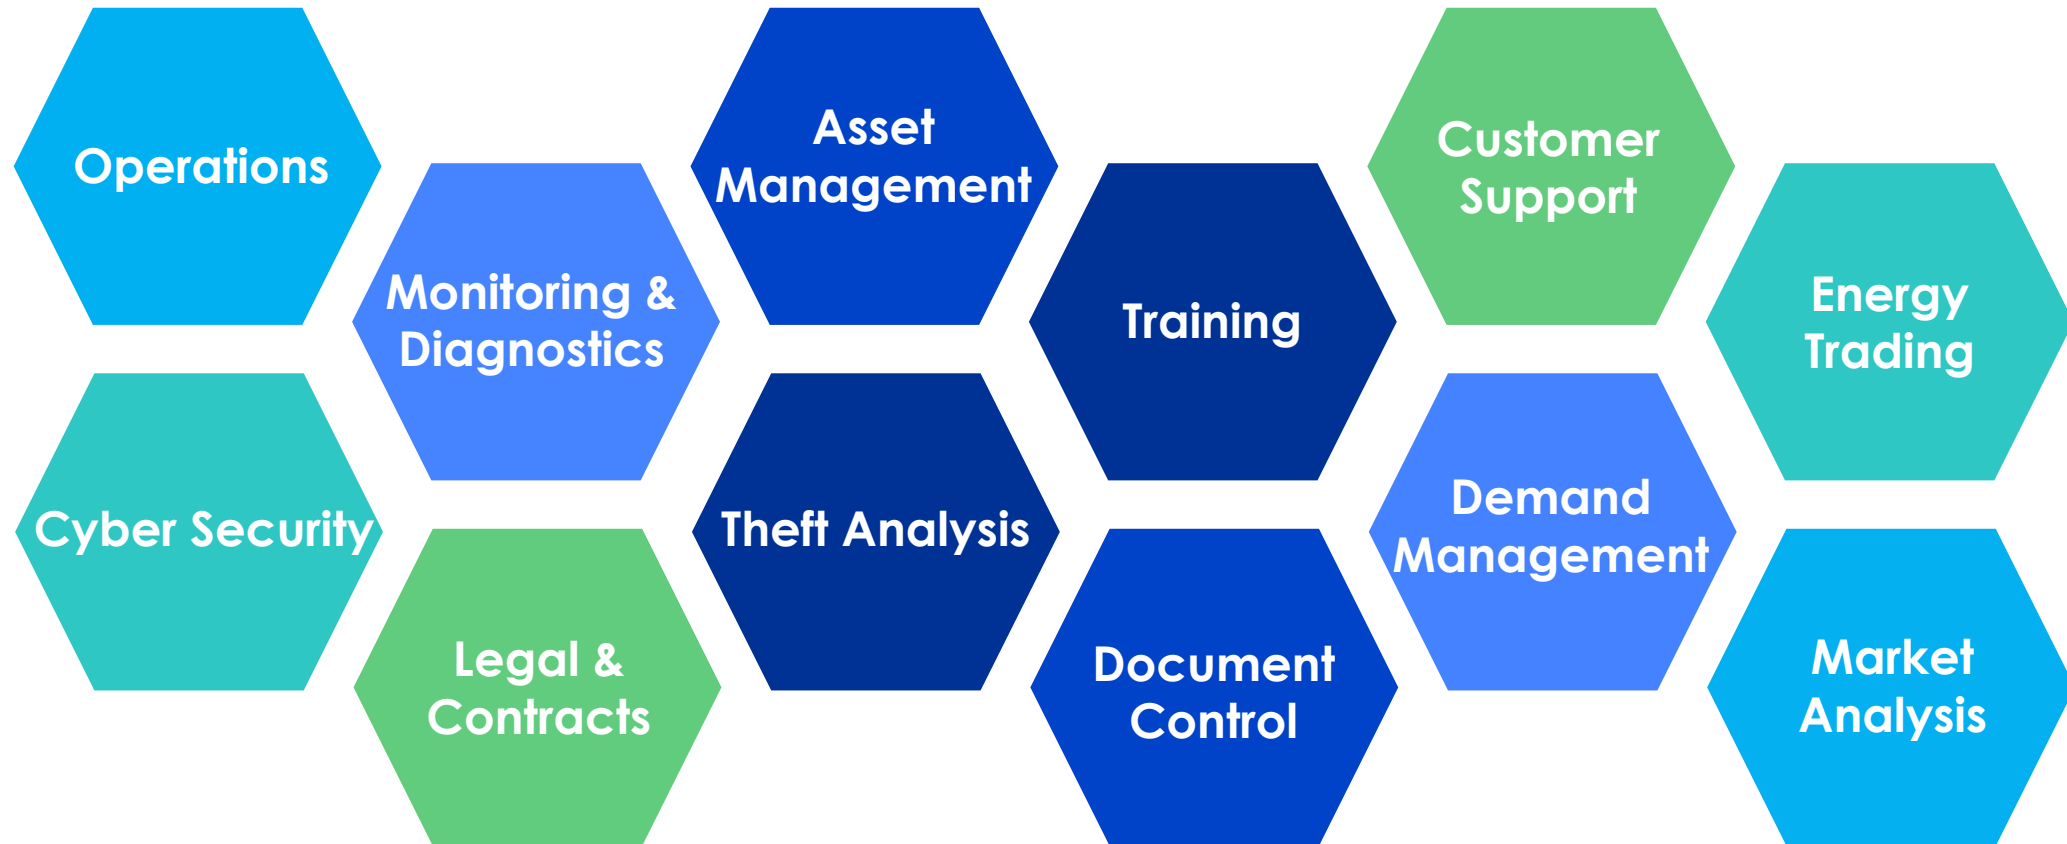 Operations
Monitoring &
Diagnostics
Asset
Management
Training
Customer
Support
Energy
Trading
Cyber Security
Legal &
Contracts
Theft Analysis
Document
Control
Demand
Management
Market
Analysis